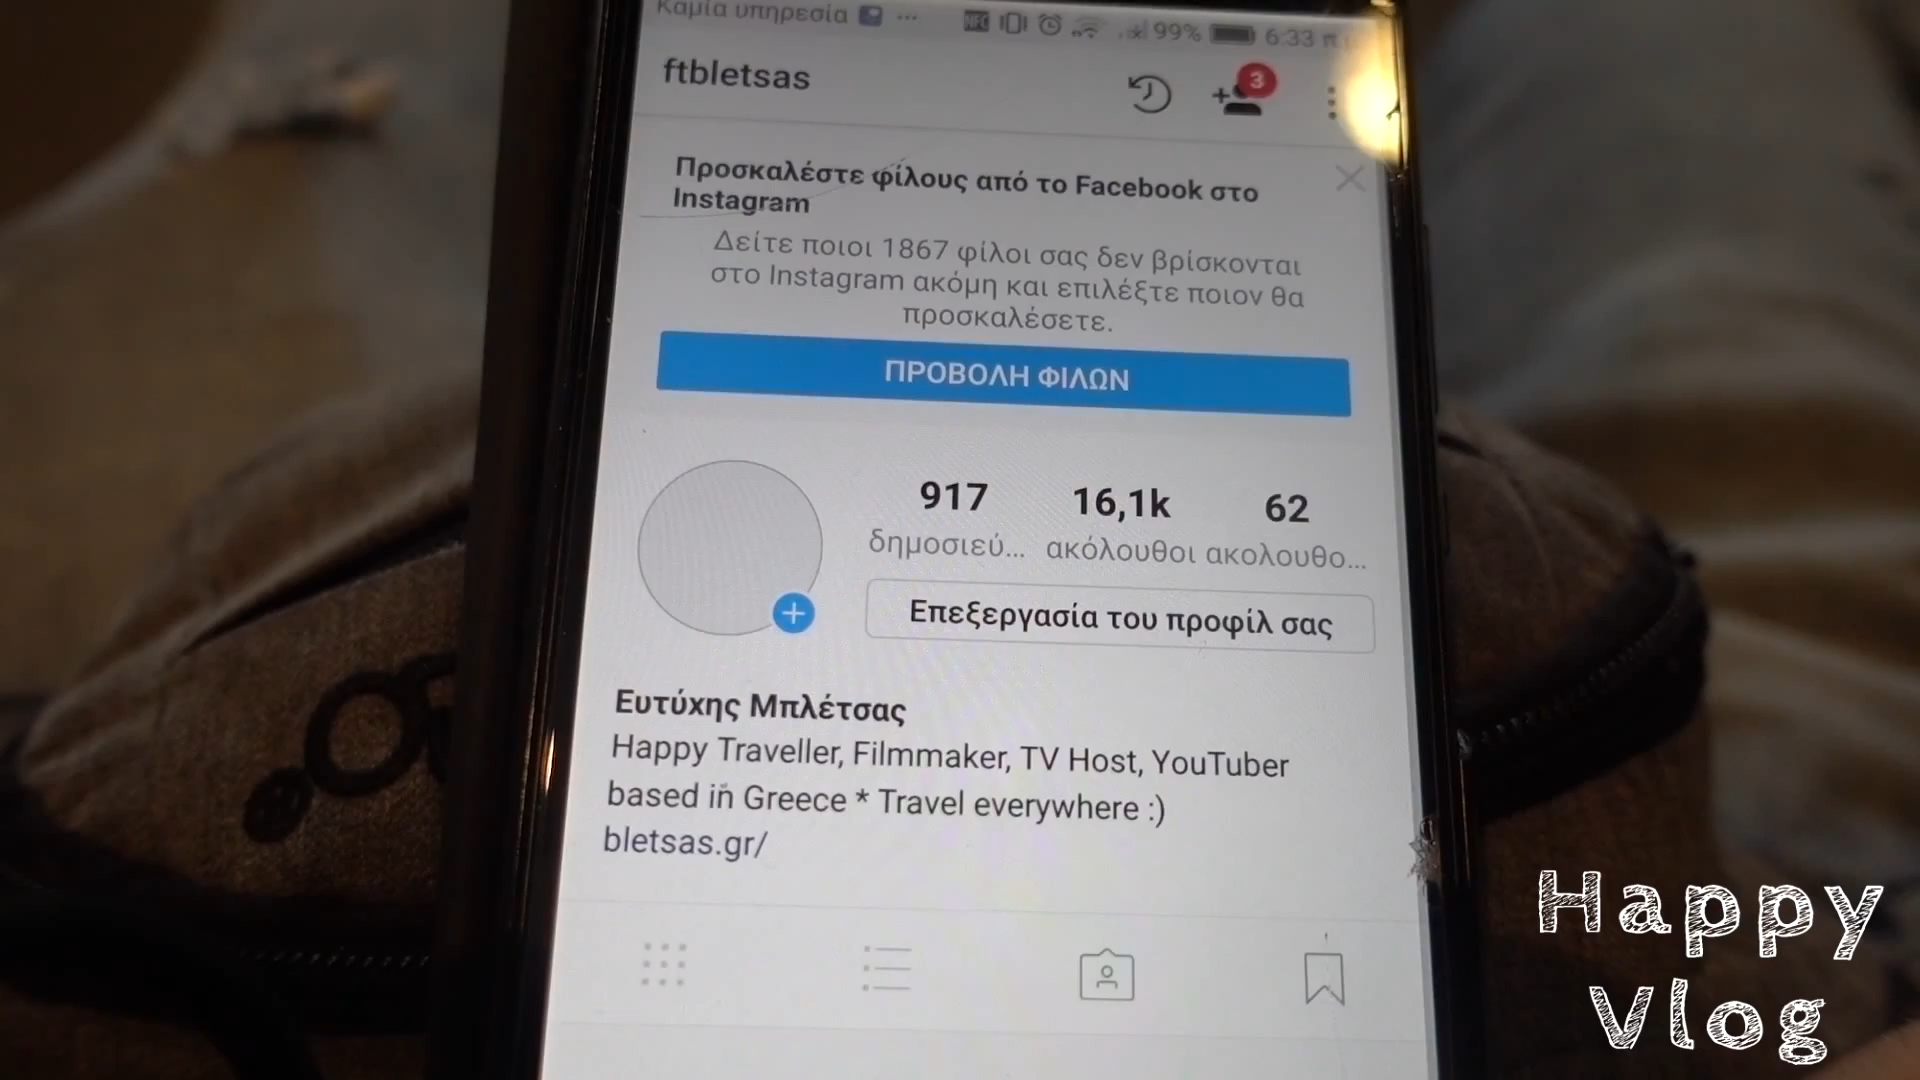 Καμία υπηρεσία ...
99% 6:33 π
ftbletsas
3
Προσκαλέστε φίλους από το Facebook στο
Instagram
Δείτε ποιοι 1867 φίλοι σας δεν βρίσκονται
στο Instagram ακόμη και επιλέξτε ποιον θα
προσκαλέσετε.
ΠΡΟΒΟΛΗ ΦΙΛΩΝ
917 16,1k 62
δημοσιεύ... ακόλουθοι ακολουθο...
Επεξεργασία του προφίλ σας
Ευτύχης Μπλέτσας
Happy Traveller, Filmmaker, TV Host, YouTuber
based in Greece * Travel everywhere :)
bletsas.gr/
Happy
Vlog